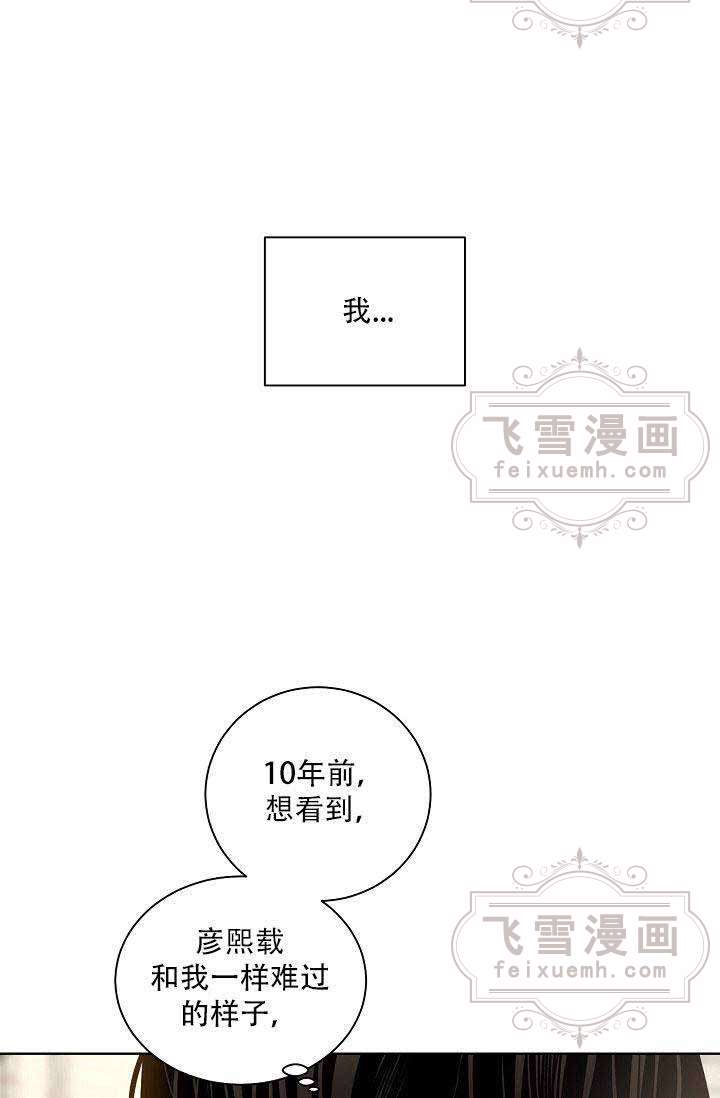 我...
飞雪漫画
feixuemh.com
10年前,
想看到,
彦熙载
和我一样难过
的样子,
飞雪漫画
feixuemh.com